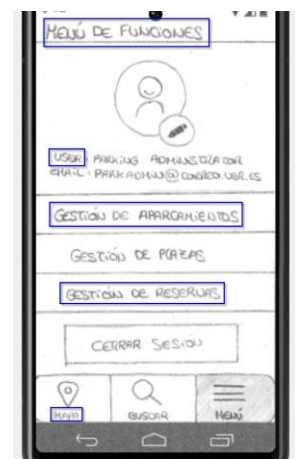 MENÚ DE FUNCIONES
USER: PARKING ADMINISTRATOR
EMAIL: PARKADMIN@CORREO.UGR.ES
GESTIÓN DE APARCAMIENTOS
GESTIÓN DE PLAZAS
GESTIÓN DE RESERVAS
CERRAR SESIÓN
MAPA
BUSCAR
MENÚ